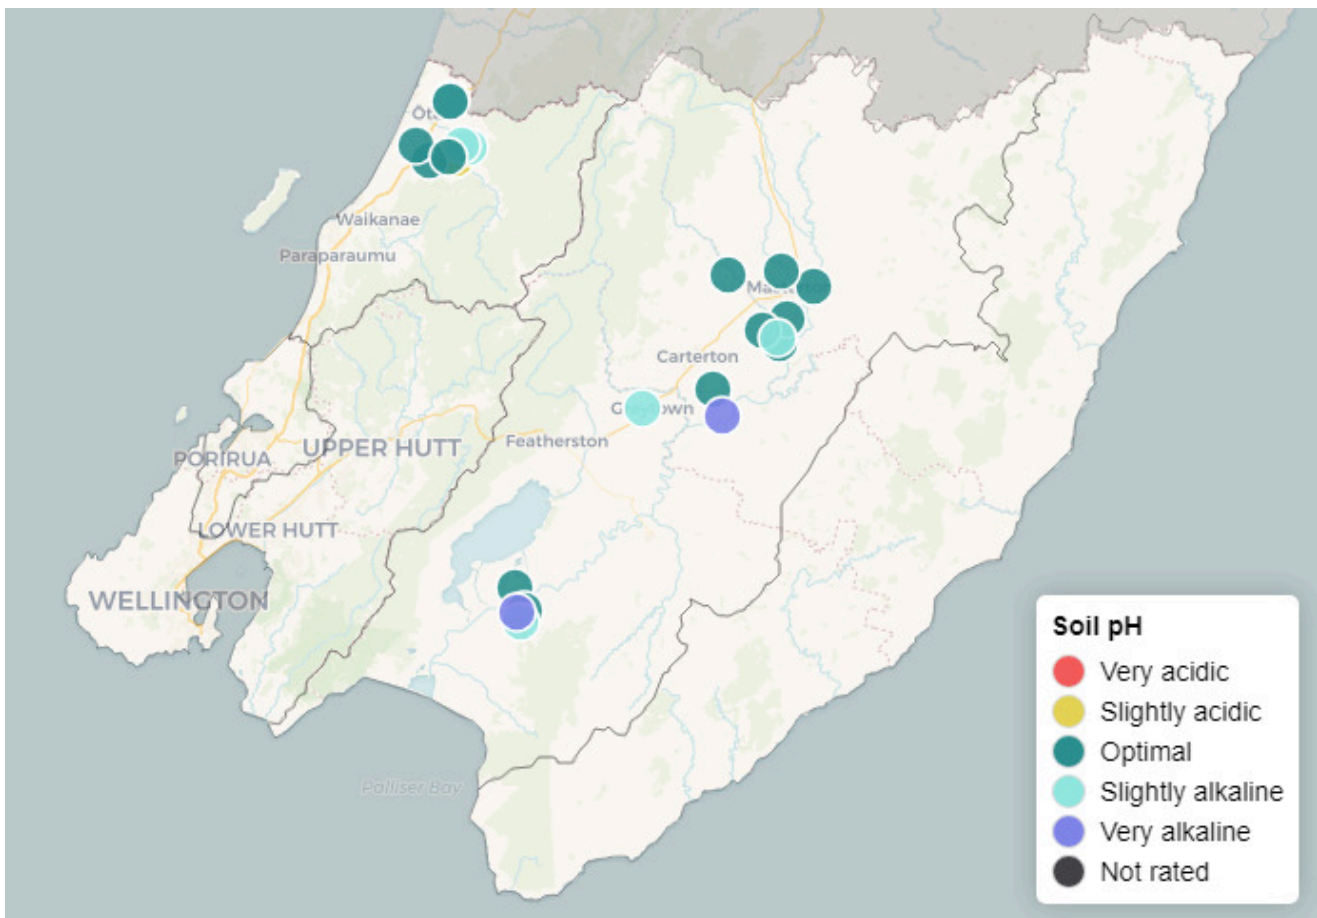 Waikanae
Paraparaumu
Carterton
Featherston
UPPER HUTT
PORIRUA
LOWER HUTT
WELLINGTON
Palliser Bay
Soil pH
Very acidic
Slightly acidic
Optimal
Slightly alkaline
Very alkaline
Not rated